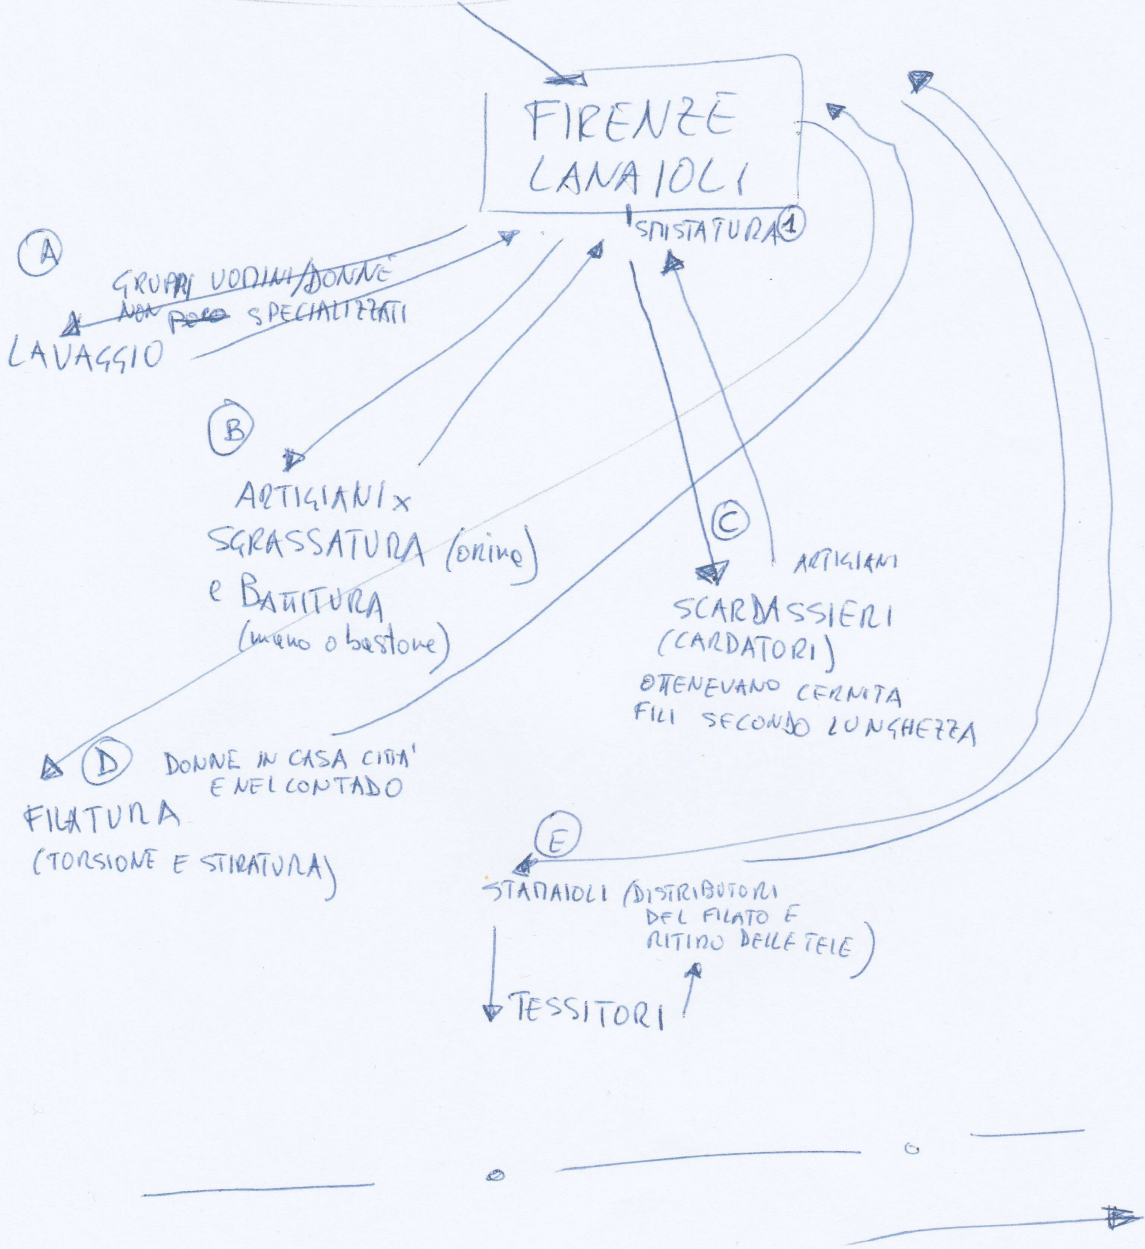 FIRENZE
LANAIOLI
SMISTATURA 1
A
GRUPPI UOMINI/DONNE
NON POCO SPECIALIZZATI
LAVAGGIO
B
ARTIGIANI x
SGRASSATURA (orine)
e BATTITURA
(mano o bastone)
C
ARTIGIANI
SCARDASSIERI
(CARDATORI)
OTTENEVANO CERNITA
FILI SECONDO LUNGHEZZA
D
DONNE IN CASA CITTA'
E NEL CONTADO
FILATURA
(TORSIONE E STIRATURA)
E
STAMAIOLI (DISTRIBUTORI
DEL FILATO E
RITIRO DELLE TELE)
TESSITORI